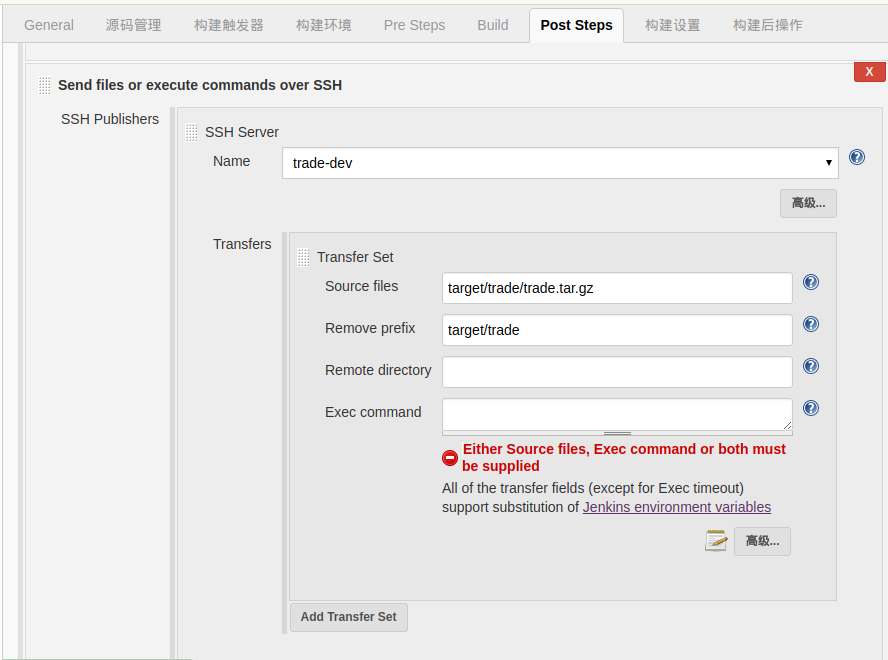 General 源码管理 构建触发器 构建环境 Pre Steps Build Post Steps 构建设置 构建后操作
X
Send files or execute commands over SSH
SSH Publishers
SSH Server
Name trade-dev
高级...
Transfers
Transfer Set
Source files target/trade/trade.tar.gz
Remove prefix target/trade
Remote directory
Exec command
Either Source files, Exec command or both must
be supplied
All of the transfer fields (except for Exec timeout)
support substitution of Jenkins environment variables
高级...
Add Transfer Set